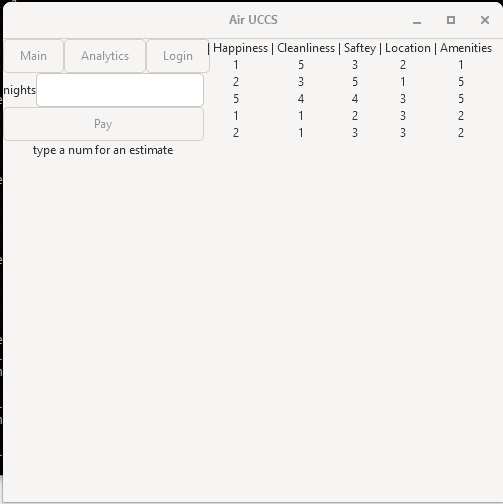 Air UCCS
Main Analytics Login
nights
Pay
type a num for an estimate
| Happiness | Cleanliness | Saftey | Location | Amenities
1 5 3 2 1
2 3 5 1 5
5 4 4 3 5
1 1 2 3 2
2 1 3 3 2